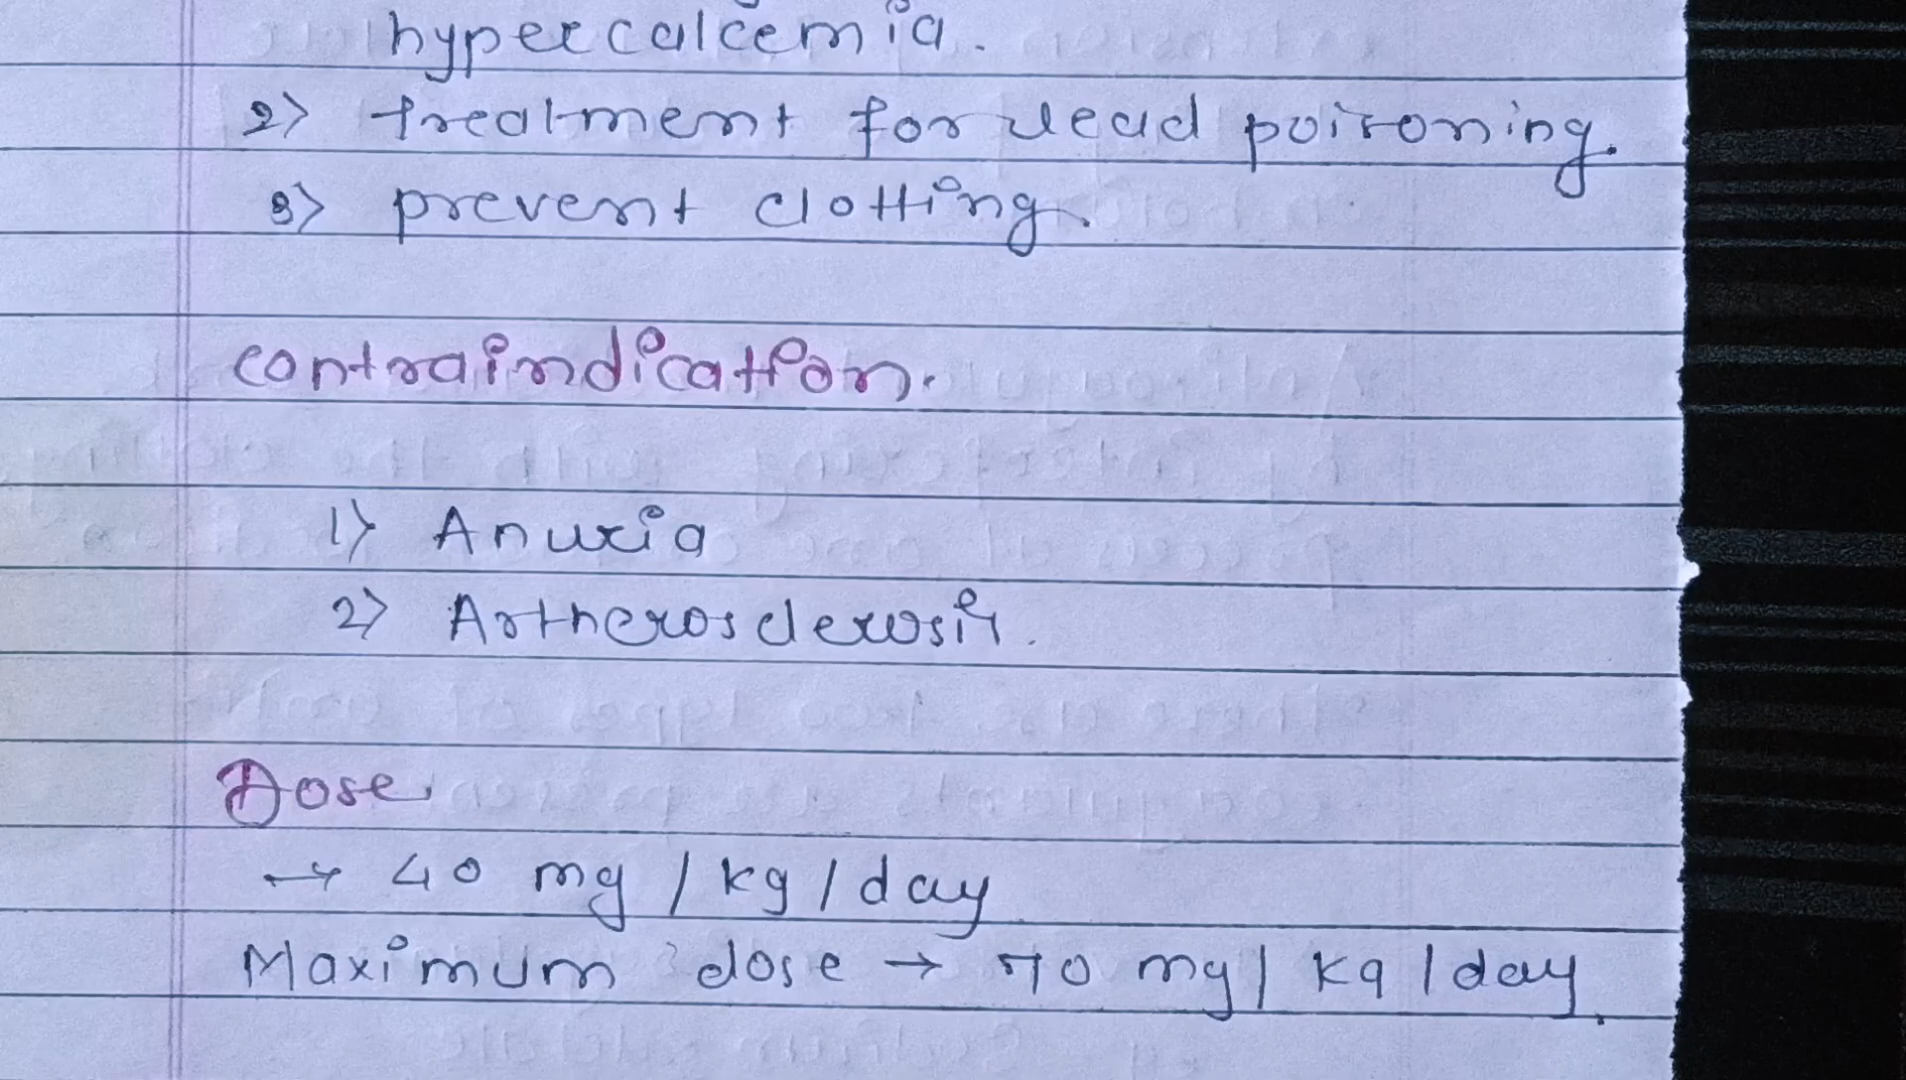 hypercalcemia.
2) treatment for lead poisoning.
3) prevent clotting.
contraindication.
1) Anuria
2) Artherosclerosis.
Dose
→ 40 mg / kg / day
Maximum dose → 70 mg / kg / day.